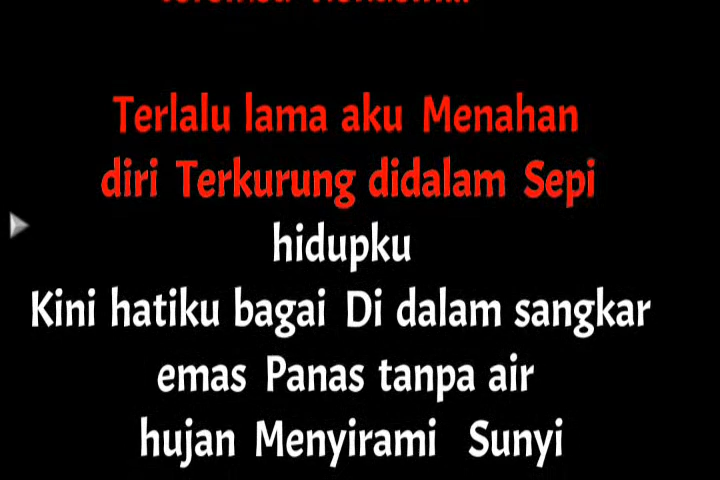 Terlalu lama aku Menahan
diri Terkurung didalam Sepi
hidupku
Kini hatiku bagai Di dalam sangkar
emas Panas tanpa air
hujan Menyirami Sunyi